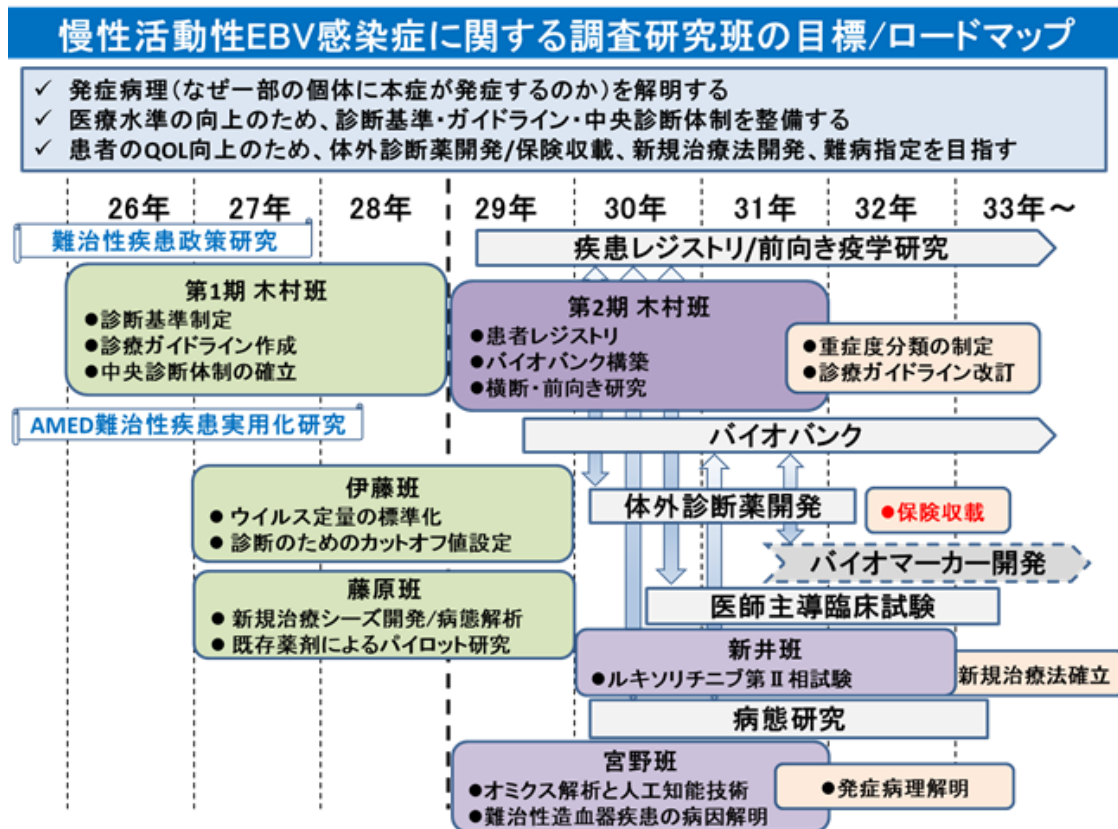 慢性活動性EBV感染症に関する調査研究班の目標/ロードマップ
✓ 発症病理(なぜ一部の個体に本症が発症するのか)を解明する
✓ 医療水準の向上のため、診断基準・ガイドライン・中央診断体制を整備する
✓ 患者のQOL向上のため、体外診断薬開発/保険収載、新規治療法開発、難病指定を目指す
26年 27年 28年 29年 30年 31年 32年 33年~
難治性疾患政策研究
疾患レジストリ/前向き疫学研究
第1期 木村班
●診断基準制定
●診療ガイドライン作成
●中央診断体制の確立
第2期 木村班
●患者レジストリ
●バイオバンク構築
●横断・前向き研究
●重症度分類の制定
●診療ガイドライン改訂
AMED難治性疾患実用化研究
バイオバンク
伊藤班
●ウイルス定量の標準化
●診断のためのカットオフ値設定
体外診断薬開発
●保険収載
バイオマーカー開発
藤原班
●新規治療シーズ開発/病態解析
●既存薬剤によるパイロット研究
医師主導臨床試験
新井班
●ルキソリチニブ第Ⅱ相試験
新規治療法確立
病態研究
宮野班
●オミクス解析と人工知能技術
●難治性造血器疾患の病因解明
●発症病理解明